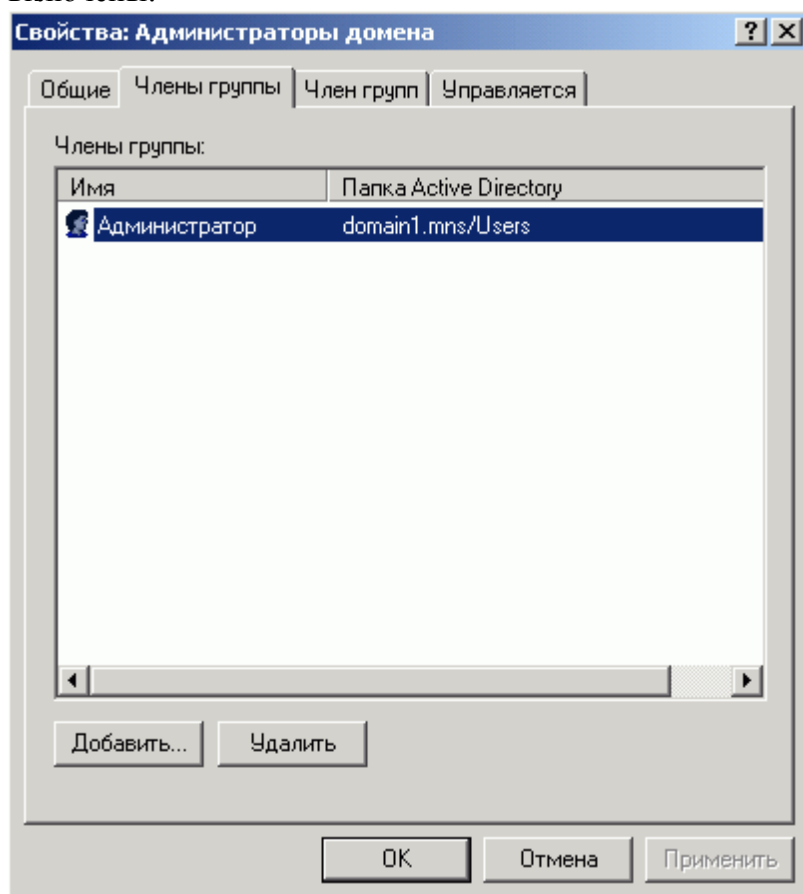 Свойства: Администраторы домена
Общие Члены группы Член групп Управляется
Члены группы:
Имя Папка Active Directory
Администратор domain1.mns/Users
Добавить... Удалить
OK Отмена Применить